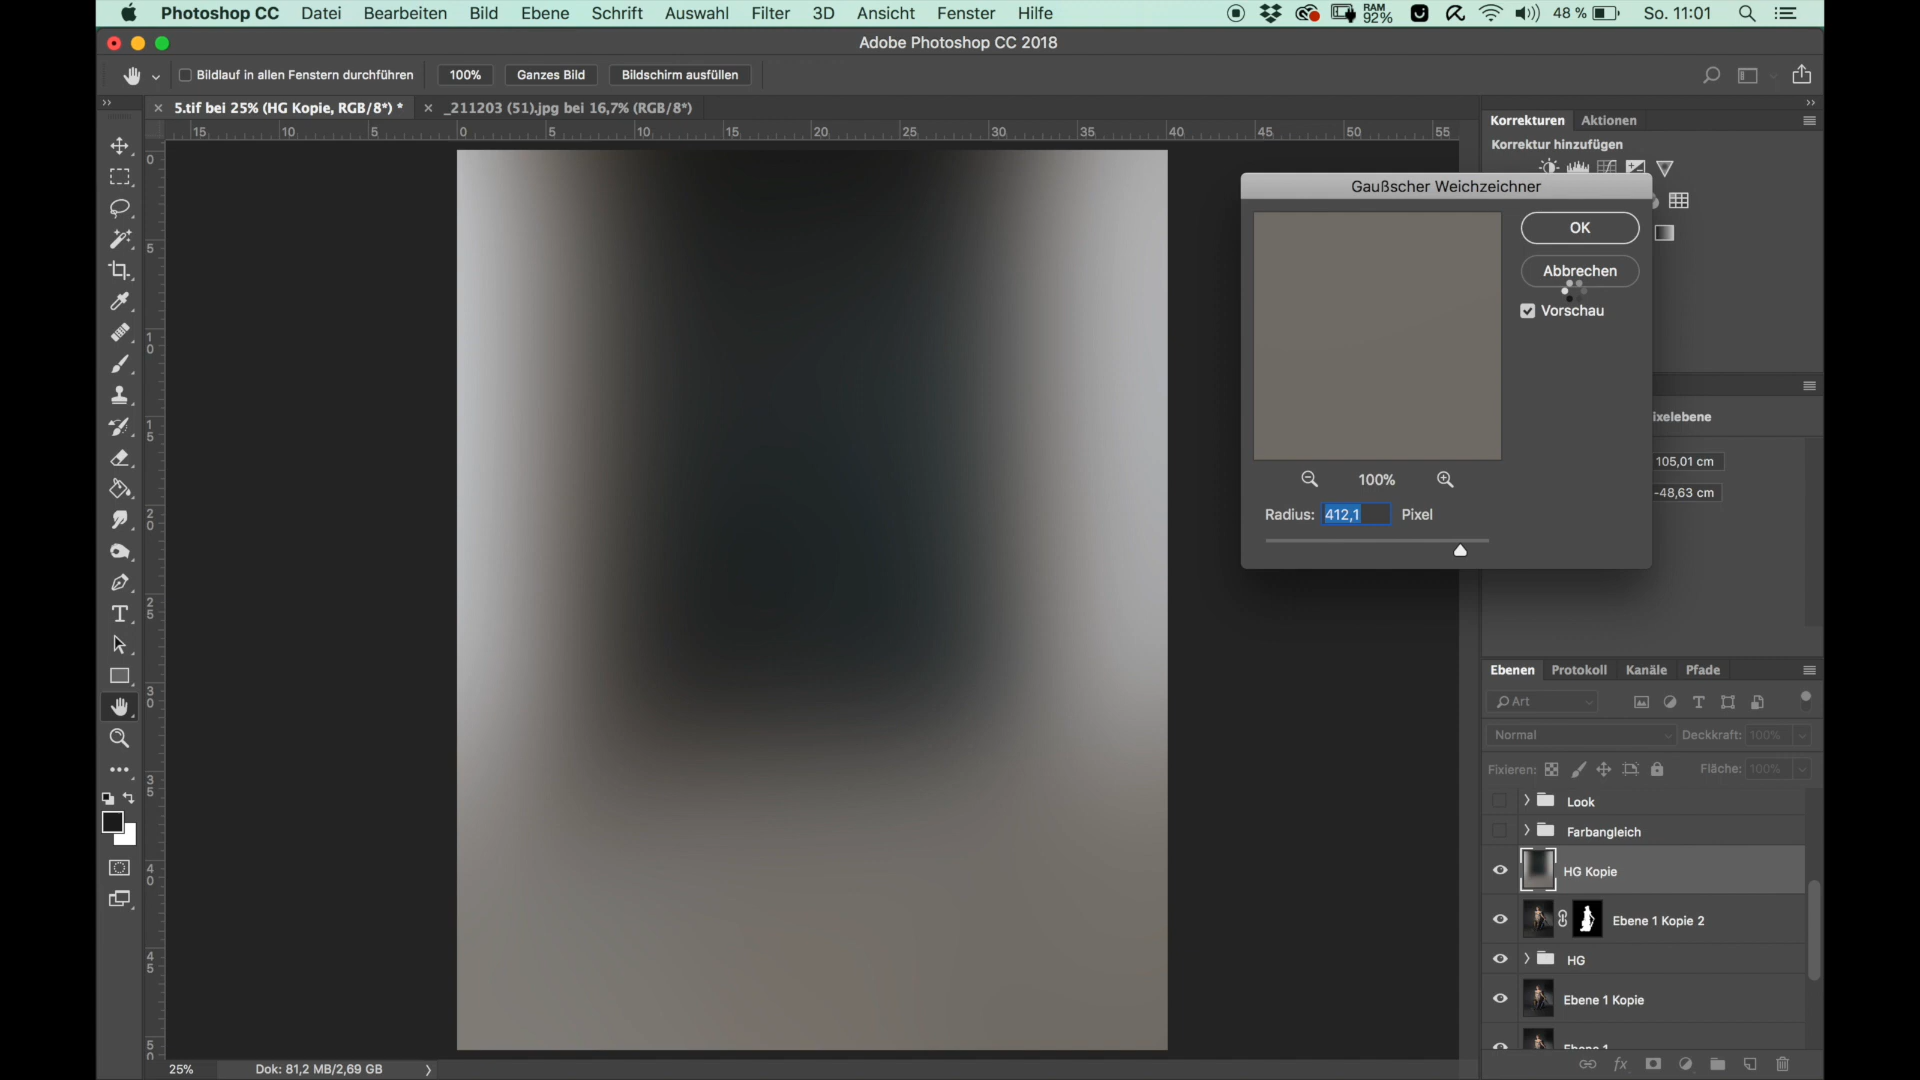 Photoshop CC Datei Bearbeiten Bild Ebene Schrift Auswahl Filter 3D Ansicht Fenster Hilfe RAM 92% 48 % So. 11:01
Adobe Photoshop CC 2018
Bildlauf in allen Fenstern durchführen 100% Ganzes Bild Bildschirm ausfüllen
5.tif bei 25% (HG Kopie, RGB/8*) * _211203 (51).jpg bei 16,7% (RGB/8*)
15 10 5 0 5 10 15 20 25 30 35 40 45 50 55
0
5
10
15
20
25
30
35
40
45
50
Korrekturen Aktionen
Korrektur hinzufügen
Gaußscher Weichzeichner
OK
Abbrechen
Vorschau
100%
Radius: 412,1 Pixel
ixelebene
105,01 cm
-48,63 cm
Ebenen Protokoll Kanäle Pfade
Art
Normal Deckkraft: 100%
Fixieren: Fläche: 100%
Look
Farbangleich
HG Kopie
Ebene 1 Kopie 2
HG
Ebene 1 Kopie
Ebene 1
25% Dok: 81,2 MB/2,69 GB